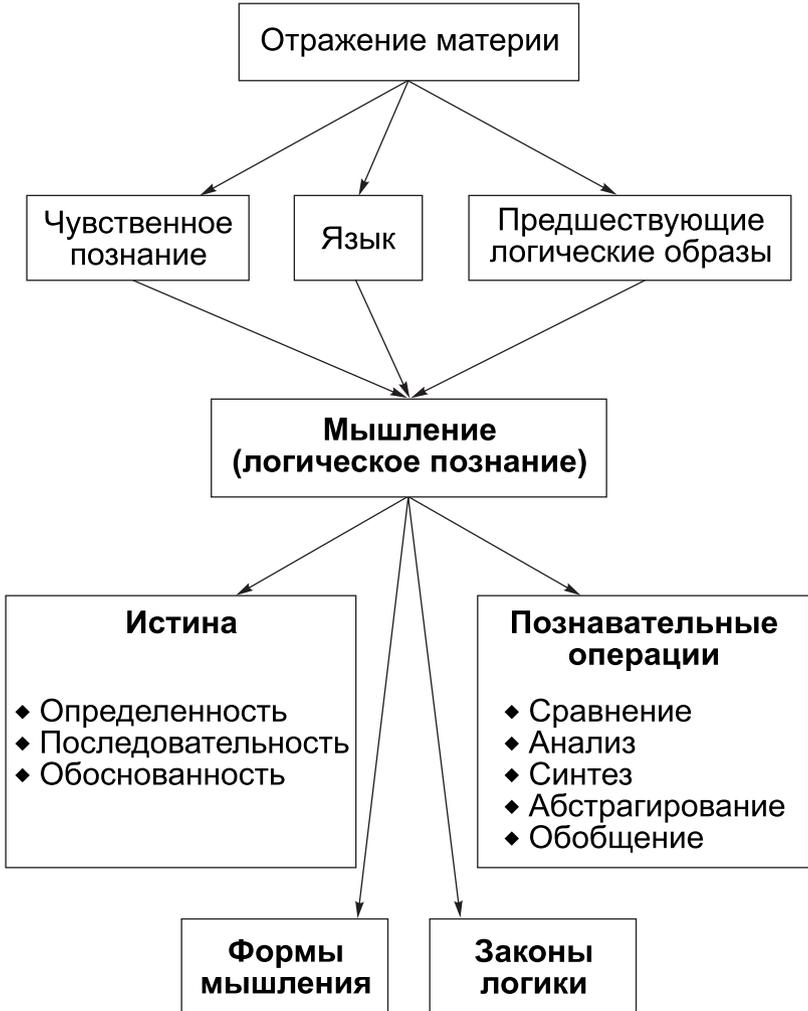 Отражение материи
Чувственное
познание
Язык
Предшествующие
логические образы
Мышление
(логическое познание)
Истина
◆ Определенность
◆ Последовательность
◆ Обоснованность
Познавательные
операции
◆ Сравнение
◆ Анализ
◆ Синтез
◆ Абстрагирование
◆ Обобщение
Формы
мышления
Законы
логики